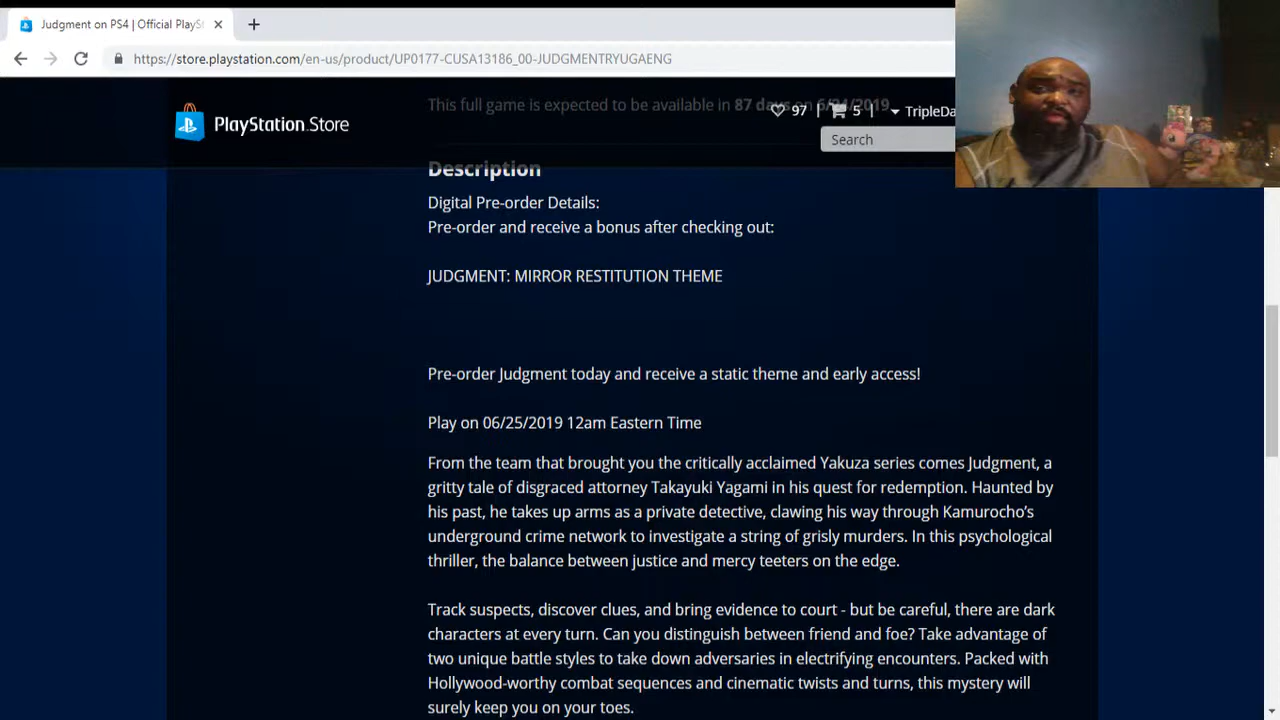 Judgment on PS4 | Official PlayS
https://store.playstation.com/en-us/product/UP0177-CUSA13186_00-JUDGMENTRYUGAENG
This full game is expected to be available in 87 days on 6/24/2019.
PlayStation Store
97 | 5 | TripleDa
Search
Description
Digital Pre-order Details:
Pre-order and receive a bonus after checking out:
JUDGMENT: MIRROR RESTITUTION THEME
Pre-order Judgment today and receive a static theme and early access!
Play on 06/25/2019 12am Eastern Time
From the team that brought you the critically acclaimed Yakuza series comes Judgment, a
gritty tale of disgraced attorney Takayuki Yagami in his quest for redemption. Haunted by
his past, he takes up arms as a private detective, clawing his way through Kamurocho’s
underground crime network to investigate a string of grisly murders. In this psychological
thriller, the balance between justice and mercy teeters on the edge.
Track suspects, discover clues, and bring evidence to court - but be careful, there are dark
characters at every turn. Can you distinguish between friend and foe? Take advantage of
two unique battle styles to take down adversaries in electrifying encounters. Packed with
Hollywood-worthy combat sequences and cinematic twists and turns, this mystery will
surely keep you on your toes.